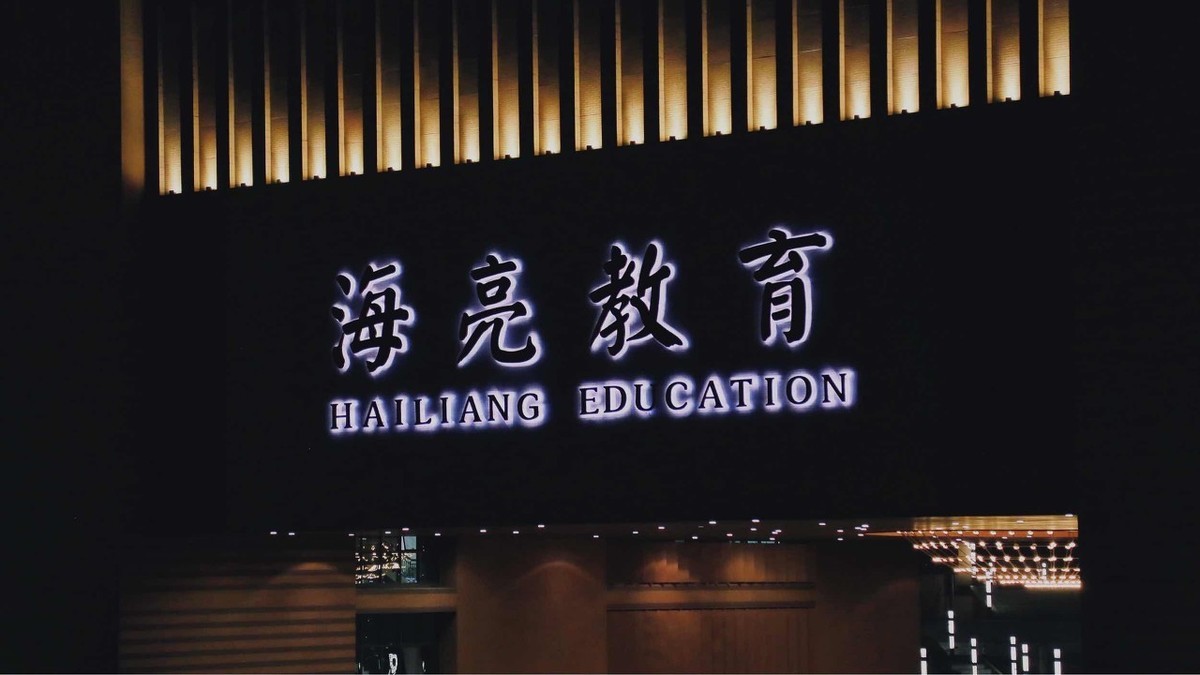 海亮教育
HAILIANG EDUCATION